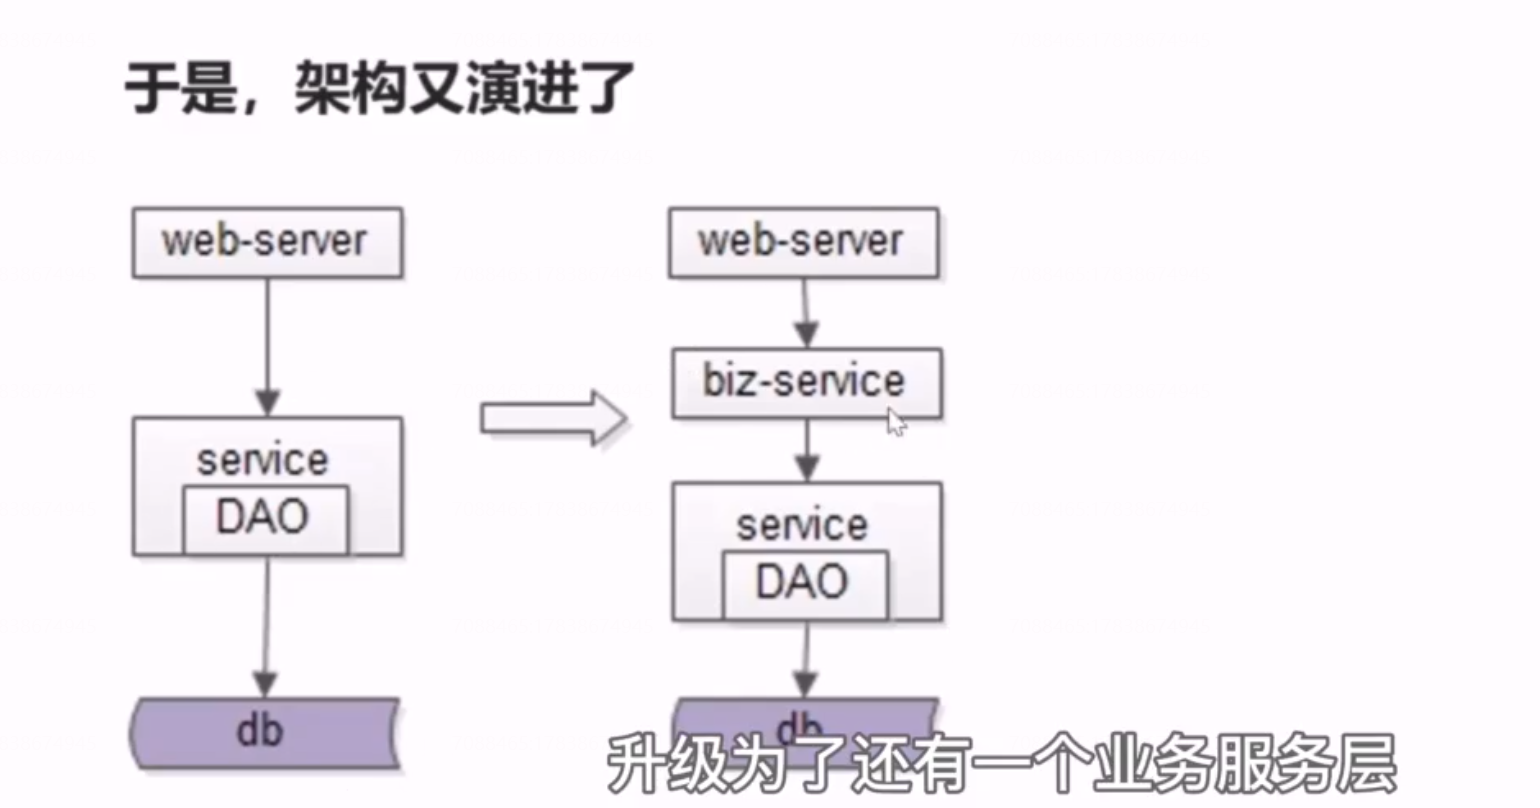 于是，架构又演进了
web-server
service
DAO
db
web-server
biz-service
service
DAO
db
升级为了还有一个业务服务层